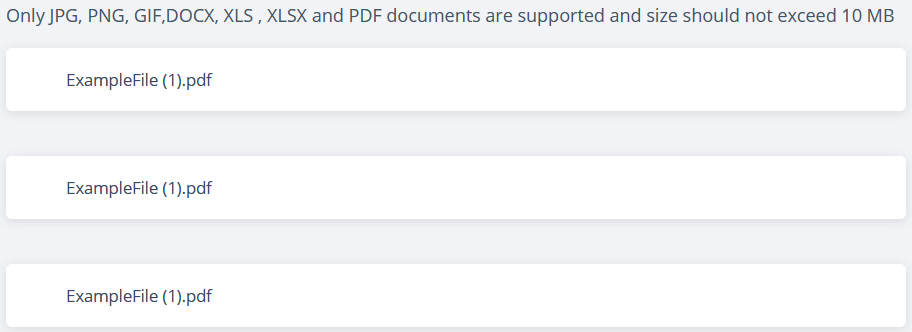 Only JPG, PNG, GIF,DOCX, XLS , XLSX and PDF documents are supported and size should not exceed 10 MB
ExampleFile (1).pdf
ExampleFile (1).pdf
ExampleFile (1).pdf